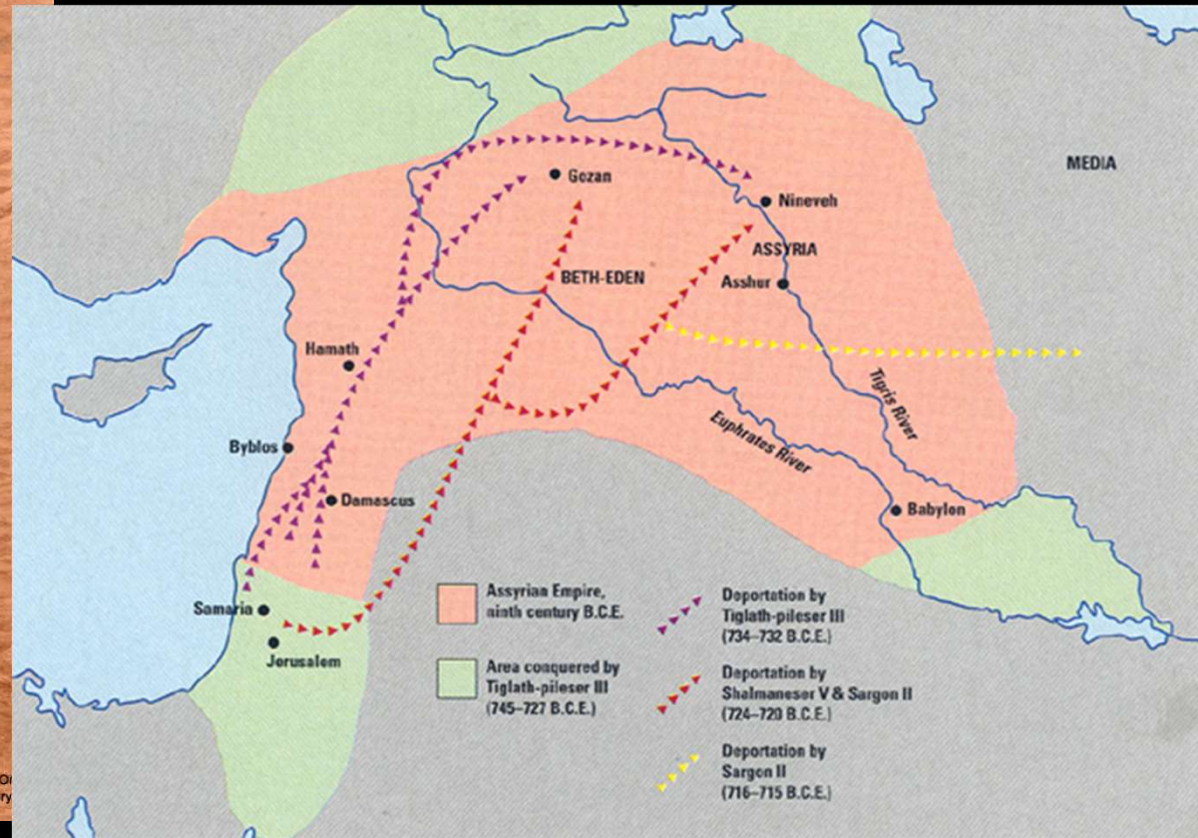 MEDIA
Gozan
Nineveh
ASSYRIA
BETH-EDEN
Asshur
Hamath
Tigris River
Byblos
Euphrates River
Damascus
Babylon
Samaria
Jerusalem
Assyrian Empire,
ninth century B.C.E.
Area conquered by
Tiglath-pileser III
(745–727 B.C.E.)
Deportation by
Tiglath-pileser III
(734–732 B.C.E.)
Deportation by
Shalmaneser V & Sargon II
(724–720 B.C.E.)
Deportation by
Sargon II
(716–715 B.C.E.)